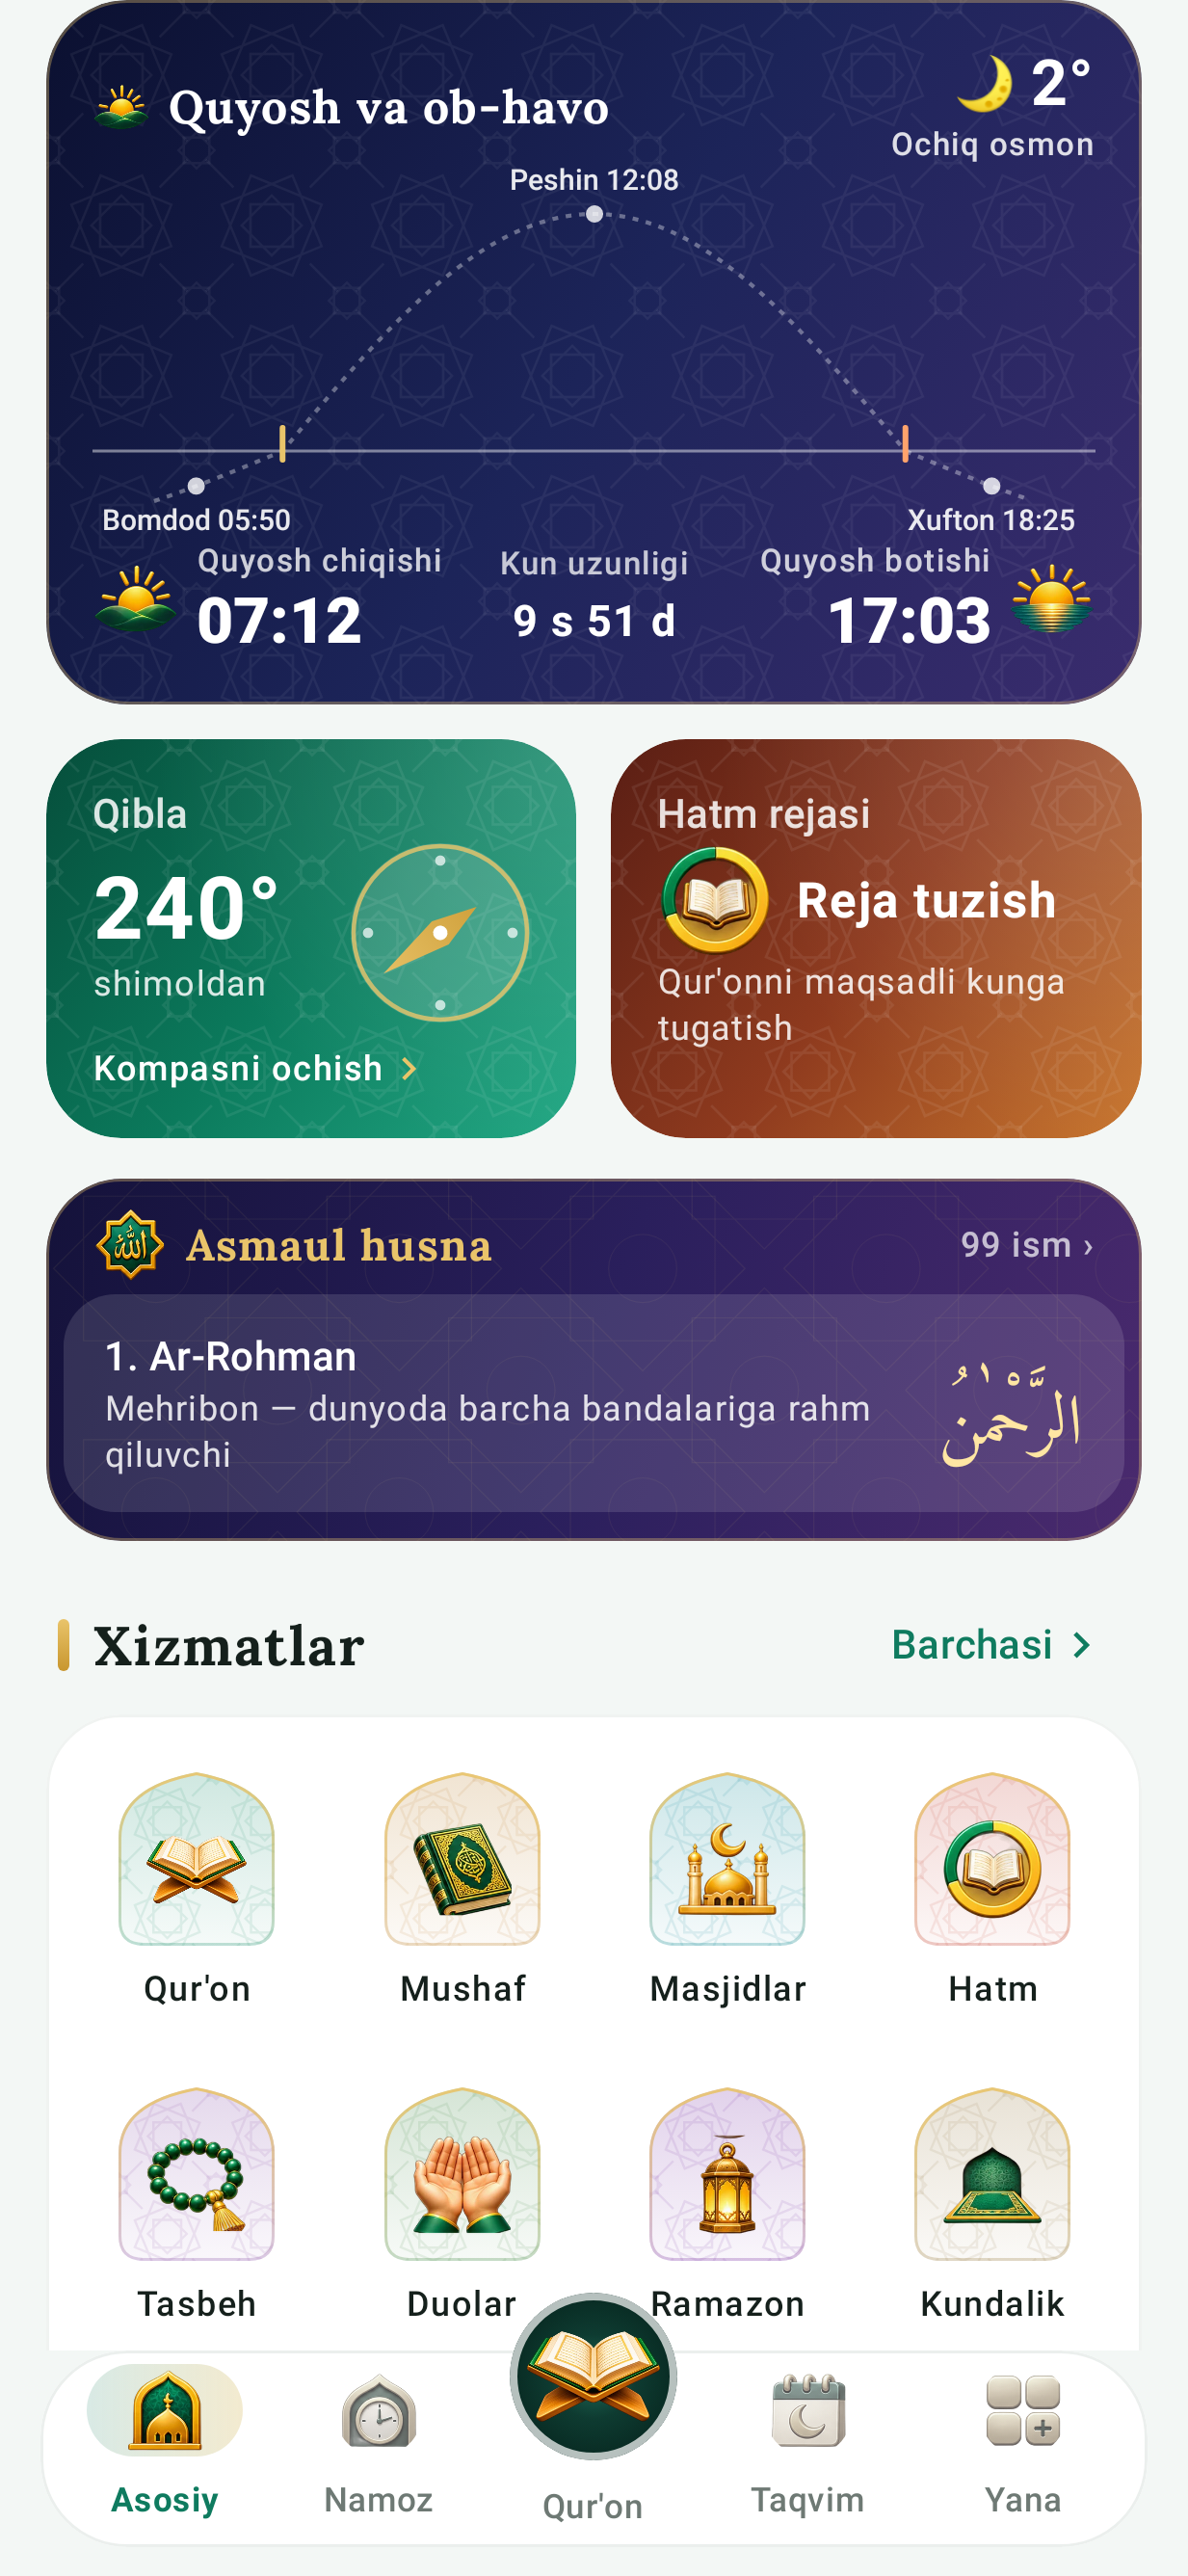 Quyosh va ob-havo
2°
Ochiq osmon
Peshin 12:08
Bomdod 05:50
Xufton 18:25
Quyosh chiqishi
07:12
Kun uzunligi
9 s 51 d
Quyosh botishi
17:03
Qibla
240°
shimoldan
Kompasni ochish
Hatm rejasi
Reja tuzish
Qur'onni maqsadli kunga
tugatish
الله
Asmaul husna
99 ism ›
1. Ar-Rohman
Mehribon — dunyoda barcha bandalariga rahm
qiluvchi
الرَّحْمٰنُ
Xizmatlar
Barchasi
Qur'on
Mushaf
Masjidlar
Hatm
Tasbeh
Duolar
Ramazon
Kundalik
Asosiy
Namoz
Qur'on
Taqvim
Yana